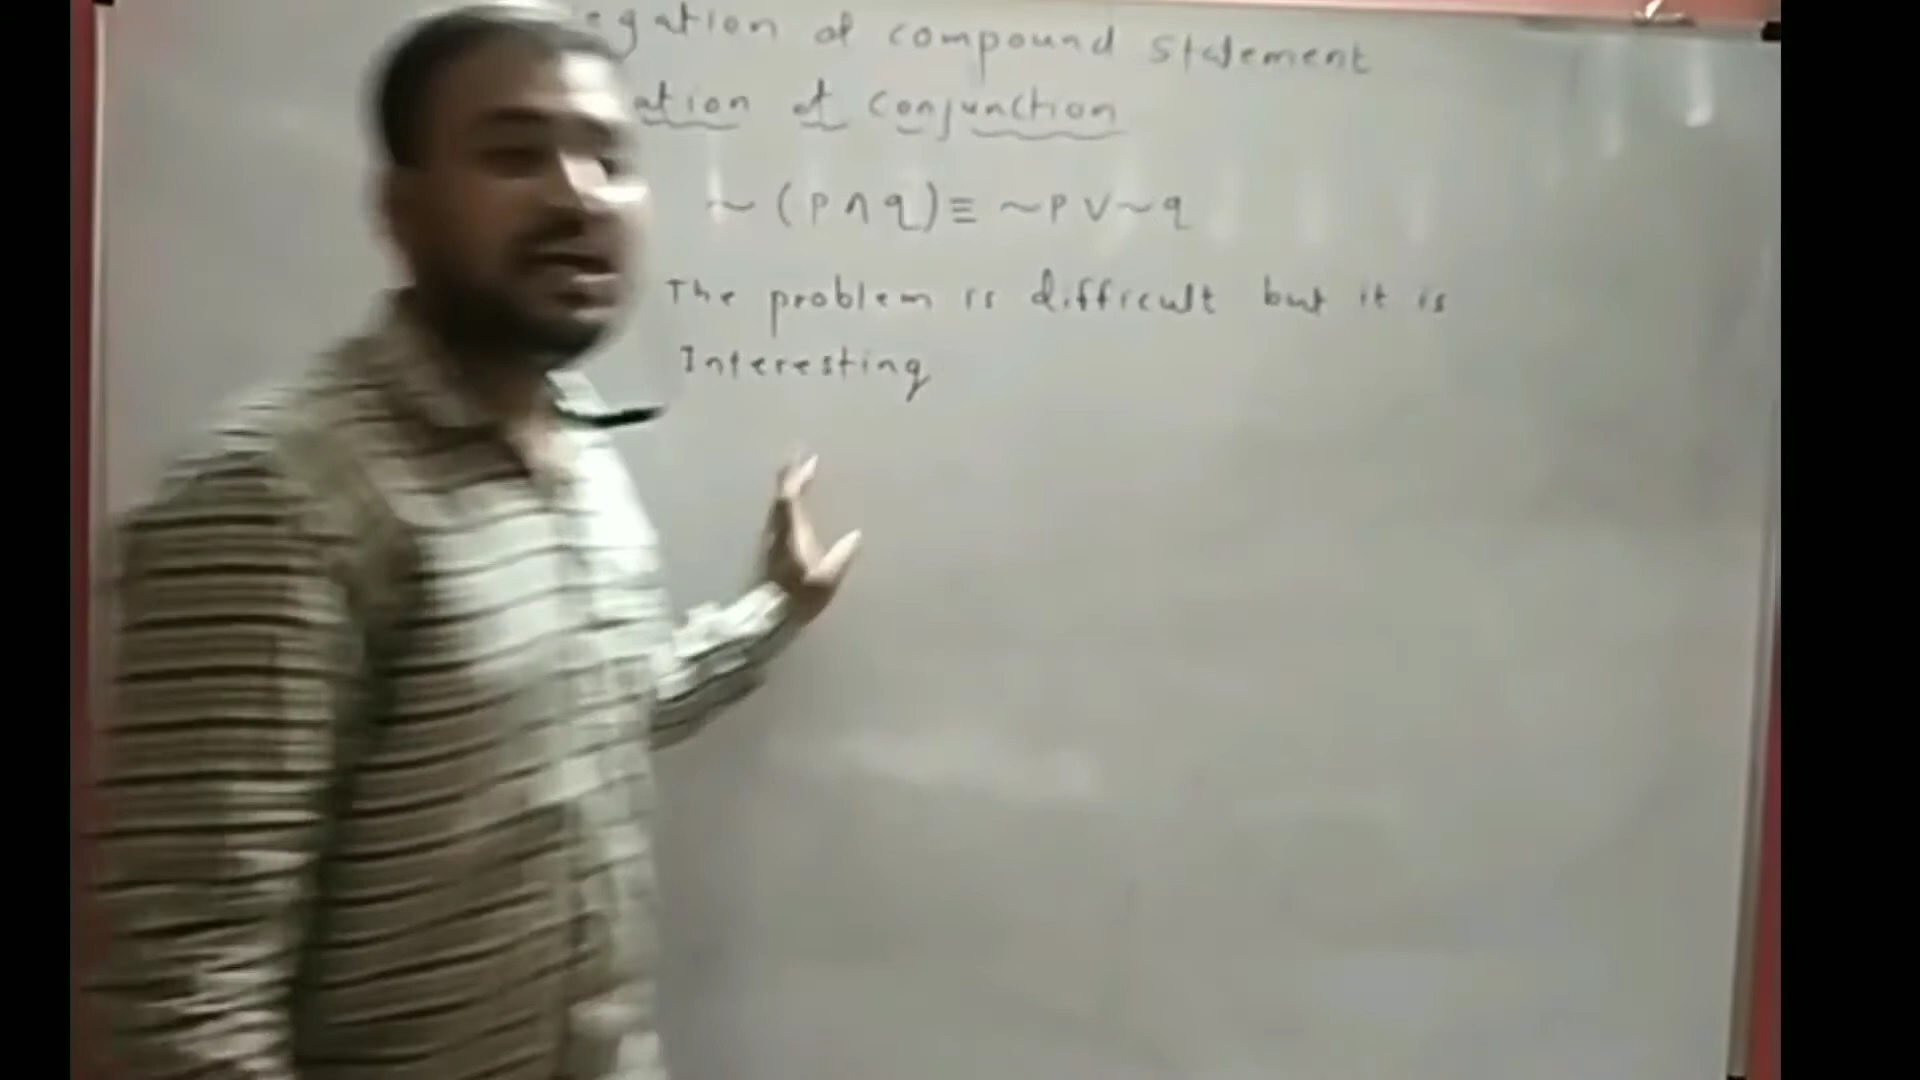 egation of compound statement
ation of conjunction
~ (p ∧ q) ≡ ~p ∨ ~q
The problem is difficult but it is
Interesting